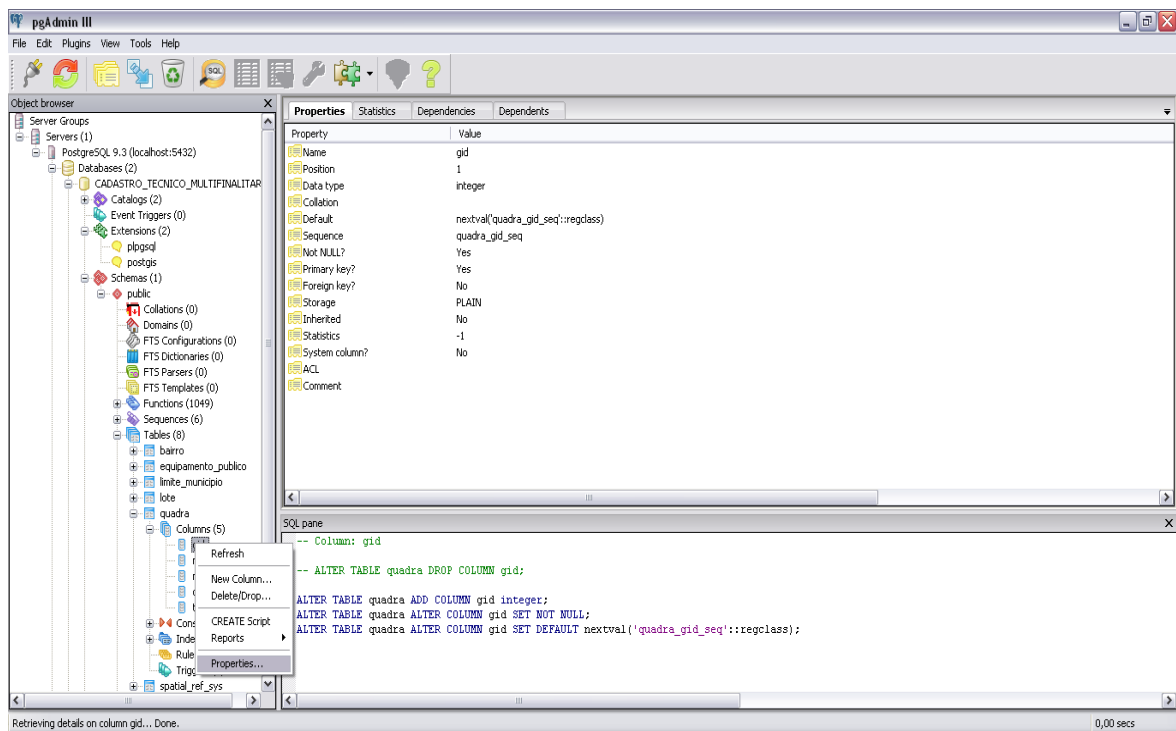 pgAdmin III
File Edit Plugins View Tools Help
SQL
Object browser X
Server Groups
Servers (1)
PostgreSQL 9.3 (localhost:5432)
Databases (2)
CADASTRO_TECNICO_MULTIFINALITAR
Catalogs (2)
Event Triggers (0)
Extensions (2)
plpgsql
postgis
Schemas (1)
public
Collations (0)
Domains (0)
FTS Configurations (0)
FTS Dictionaries (0)
FTS Parsers (0)
FTS Templates (0)
Functions (1049)
Sequences (6)
Tables (8)
bairro
equipamento_publico
limite_municipio
lote
quadra
Columns (5)
Cons
Inde
Rule
Trigg
spatial_ref_sys
Refresh
New Column...
Delete/Drop...
CREATE Script
Reports
Properties...
Properties Statistics Dependencies Dependents
Property Value
Name gid
Position 1
Data type integer
Collation
Default nextval('quadra_gid_seq'::regclass)
Sequence quadra_gid_seq
Not NULL? Yes
Primary key? Yes
Foreign key? No
Storage PLAIN
Inherited No
Statistics -1
System column? No
ACL
Comment
SQL pane X
-- Column: gid
-- ALTER TABLE quadra DROP COLUMN gid;
ALTER TABLE quadra ADD COLUMN gid integer;
ALTER TABLE quadra ALTER COLUMN gid SET NOT NULL;
ALTER TABLE quadra ALTER COLUMN gid SET DEFAULT nextval('quadra_gid_seq'::regclass);
Retrieving details on column gid... Done. 0,00 secs